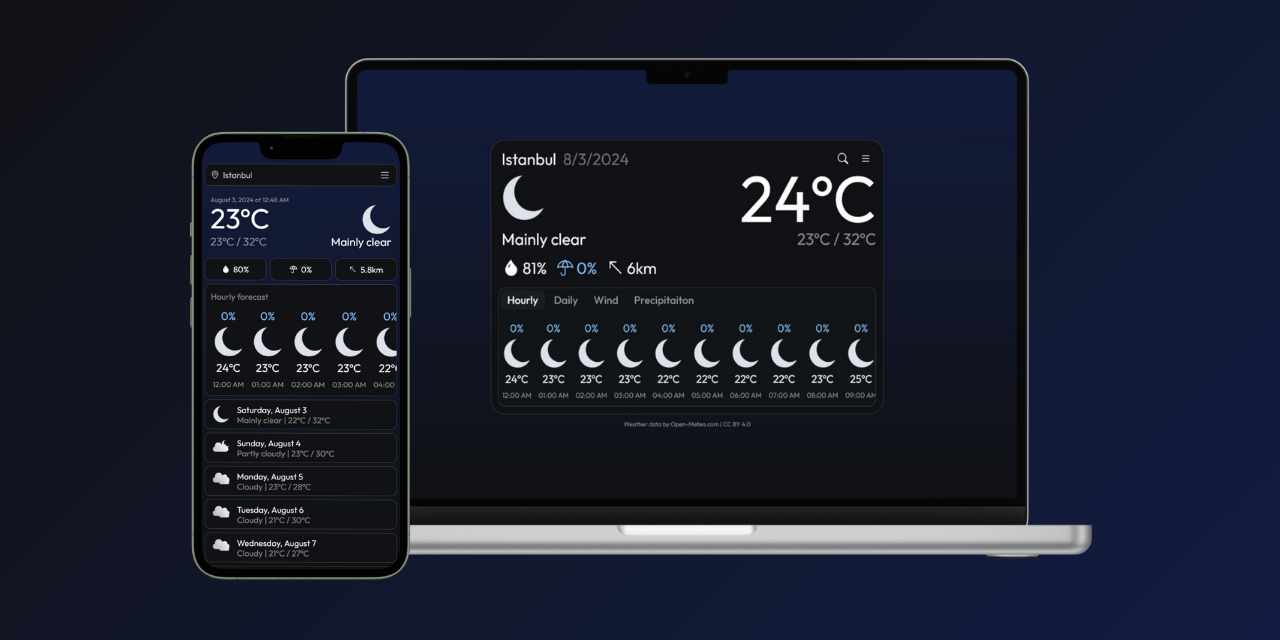 Istanbul
August 3, 2024 at 12:48 AM
23°C
23°C / 32°C
Mainly clear
80% 0% 5.8km
Hourly forecast
0% 0% 0% 0% 0%
24°C 23°C 23°C 23°C 22°
12:00 AM 01:00 AM 02:00 AM 03:00 AM 04:00
Saturday, August 3
Mainly clear | 22°C / 32°C
Sunday, August 4
Partly cloudy | 23°C / 30°C
Monday, August 5
Cloudy | 23°C / 28°C
Tuesday, August 6
Cloudy | 21°C / 30°C
Wednesday, August 7
Cloudy | 21°C / 27°C
Istanbul 8/3/2024
24°C
Mainly clear 23°C / 32°C
81% 0% 6km
Hourly Daily Wind Precipitaiton
0% 0% 0% 0% 0% 0% 0% 0% 0% 0%
24°C 23°C 23°C 23°C 22°C 22°C 22°C 22°C 23°C 25°C
12:00 AM 01:00 AM 02:00 AM 03:00 AM 04:00 AM 05:00 AM 06:00 AM 07:00 AM 08:00 AM 09:00 AM
Weather data by Open-Meteo.com | CC BY 4.0